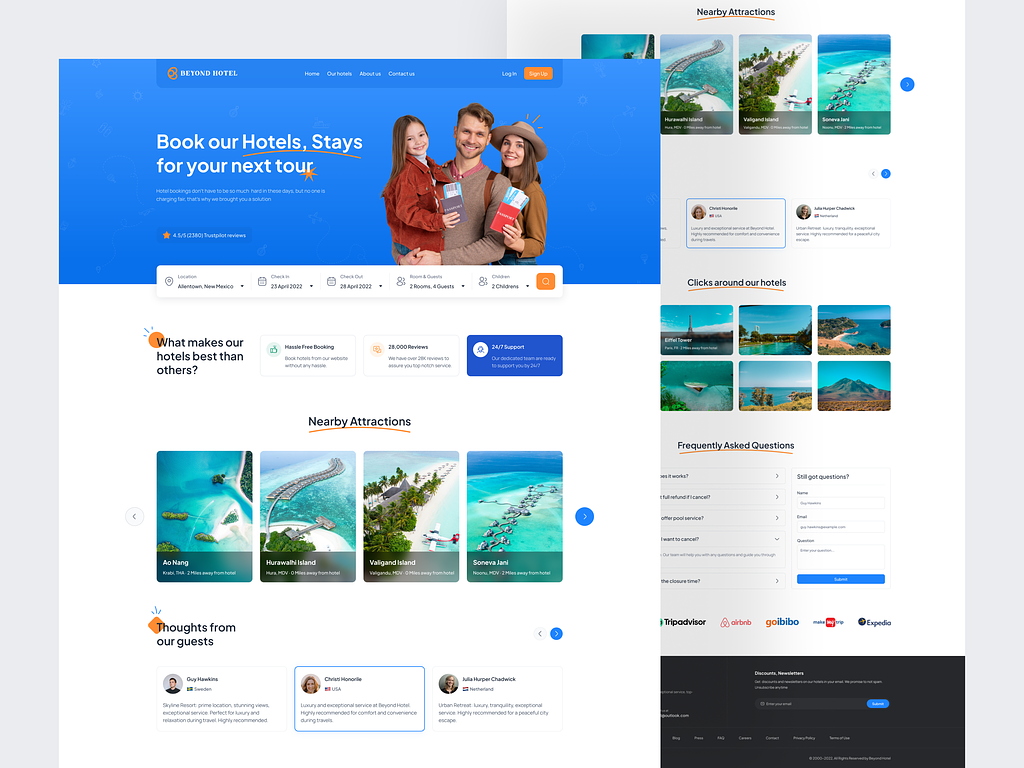 BEYOND HOTEL
Home
Our hotels
About us
Contact us
Log In
Sign Up
Book our Hotels, Stays
for your next tour
Hotel bookings don't have to be so much hard in these days, but no one is
charging fair, that's why we brought you a solution
4.5/5 (2380) Trustpilot reviews
PASSPORT
PASSPORT
Location
Allentown, New Mexico
Check In
23 April 2022
Check Out
28 April 2022
Room & Guests
2 Rooms, 4 Guests
Children
2 Childrens
What makes our
hotels best than
others?
Hassle Free Booking
Book hotels from our website
without any hassle.
28,000 Reviews
We have over 28K reviews to
assure you top notch service.
24/7 Support
Our dedicated team are ready
to support you by 24/7
Nearby Attractions
Ao Nang
Krabi, THA · 2 Miles away from hotel
Hurawalhi Island
Hura, MDV · 0 Miles away from hotel
Valigand Island
Valigandu, MDV · 0 Miles away from hotel
Soneva Jani
Noonu, MDV · 2 Miles away from hotel
Thoughts from
our guests
Guy Hawkins
Sweden
Skyline Resort: prime location, stunning views,
exceptional service. Perfect for luxury and
relaxation during travel. Highly recommended.
Christi Honorile
USA
Luxury and exceptional service at Beyond Hotel.
Highly recommended for comfort and convenience
during travels.
Julia Hurper Chadwick
Netherland
Urban Retreat: luxury, tranquility, exceptional
service. Highly recommended for a peaceful city
escape.
Nearby Attractions
Hurawalhi Island
Hura, MDV · 0 Miles away from hotel
Valigand Island
Valigandu, MDV · 0 Miles away from hotel
Soneva Jani
Noonu, MDV · 2 Miles away from hotel
Christi Honorile
USA
Luxury and exceptional service at Beyond Hotel.
Highly recommended for comfort and convenience
during travels.
Julia Hurper Chadwick
Netherland
Urban Retreat: luxury, tranquility, exceptional
service. Highly recommended for a peaceful city
escape.
Clicks around our hotels
Eiffel Tower
Paris, FR · 2 Miles away from hotel
Frequently Asked Questions
it works?
full refund if I cancel?
offer pool service?
want to cancel?
Our team will help you with any questions and guide you through
the closure time?
Still got questions?
Name
Guy Hawkins
Email
guy.hawkins@example.com
Question
Enter your question...
Submit
Tripadvisor
airbnb
goibibo
make my trip
Expedia
Discounts, Newsletters
Get discounts and newsletters on our hotels in your email. We promise to not spam.
Unsubscribe anytime
Enter your email
Submit
outlook.com
Blog
Press
FAQ
Careers
Contact
Privacy Policy
Terms of Use
© 2000-2022, All Rights Reserved by Beyond Hotel